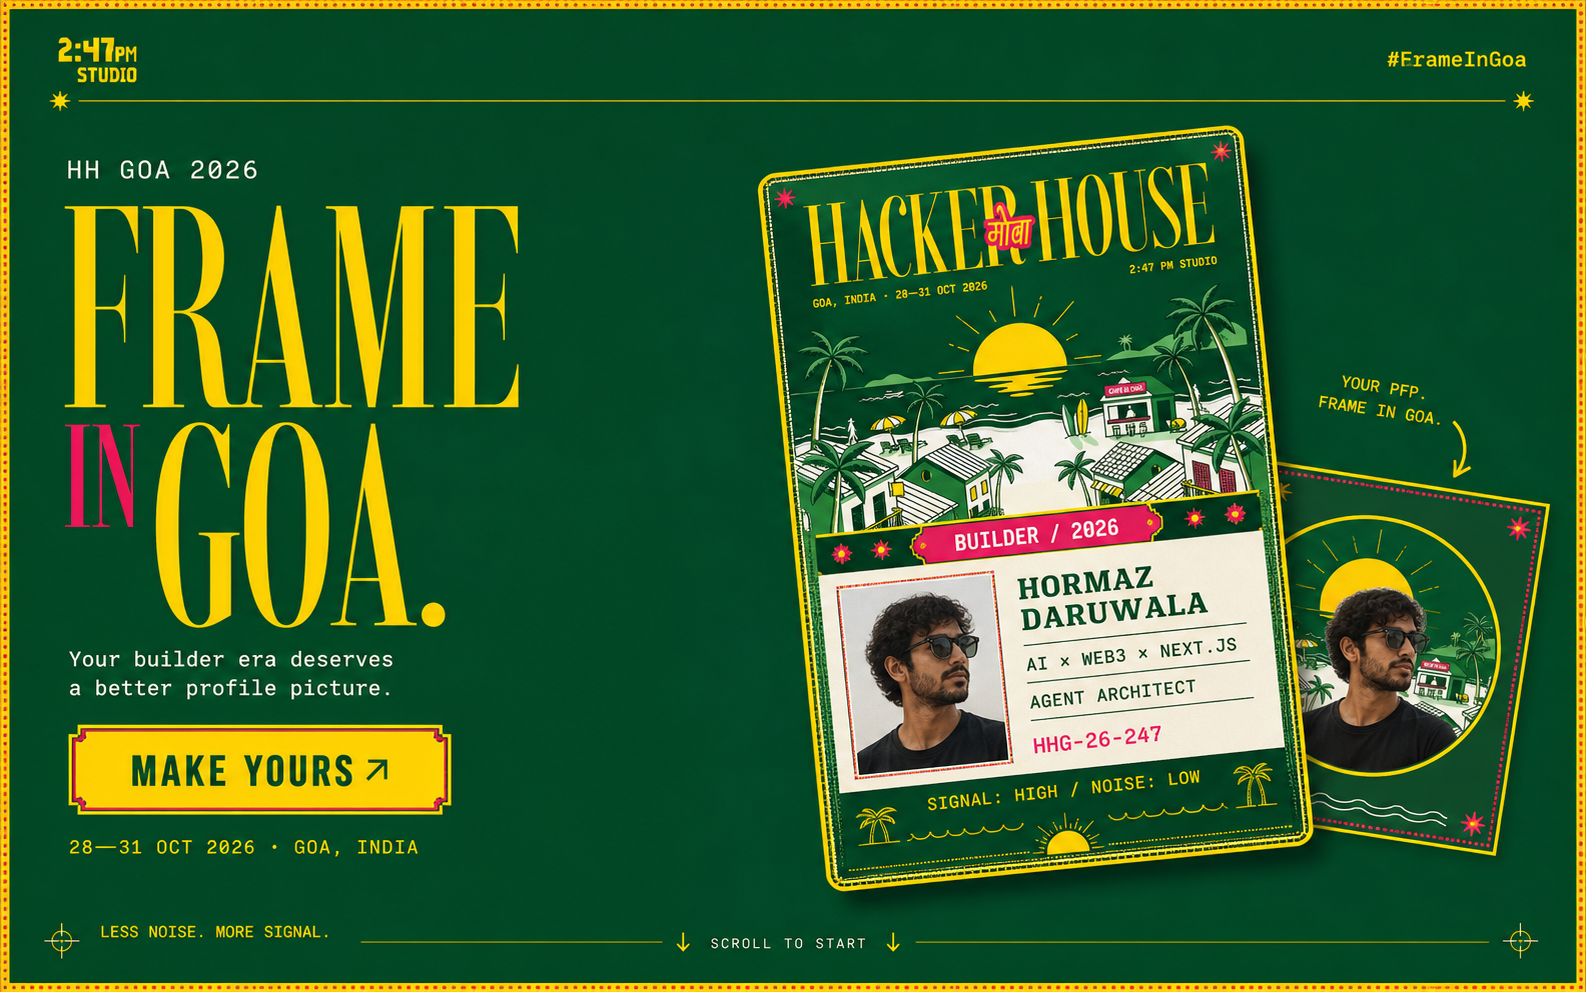 2:47PM
STUDIO
#FrameInGoa
HH GOA 2026
FRAME
IN GOA.
Your builder era deserves
a better profile picture.
MAKE YOURS
28—31 OCT 2026 • GOA, INDIA
HACKER HOUSE
मोबा
2:47 PM STUDIO
GOA, INDIA • 28—31 OCT 2026
BUILDER / 2026
HORMAZ
DARUWALA
AI × WEB3 × NEXT.JS
AGENT ARCHITECT
HHG-26-247
SIGNAL: HIGH / NOISE: LOW
YOUR PFP.
FRAME IN GOA.
LESS NOISE. MORE SIGNAL.
SCROLL TO START